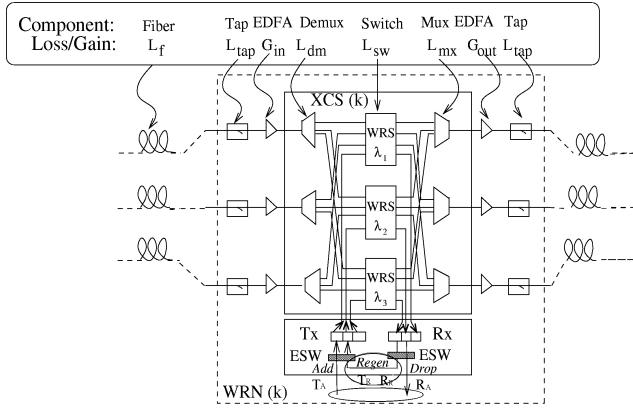 Component: Fiber Tap EDFA Demux Switch Mux EDFA Tap
Loss/Gain: L_f L_tap G_in L_dm L_sw L_mx G_out L_tap
XCS (k)
WRS
λ_1
WRS
λ_2
WRS
λ_3
Tx Rx
ESW ESW
Add Regen Drop
T_A T_R R_R R_A
WRN (k)